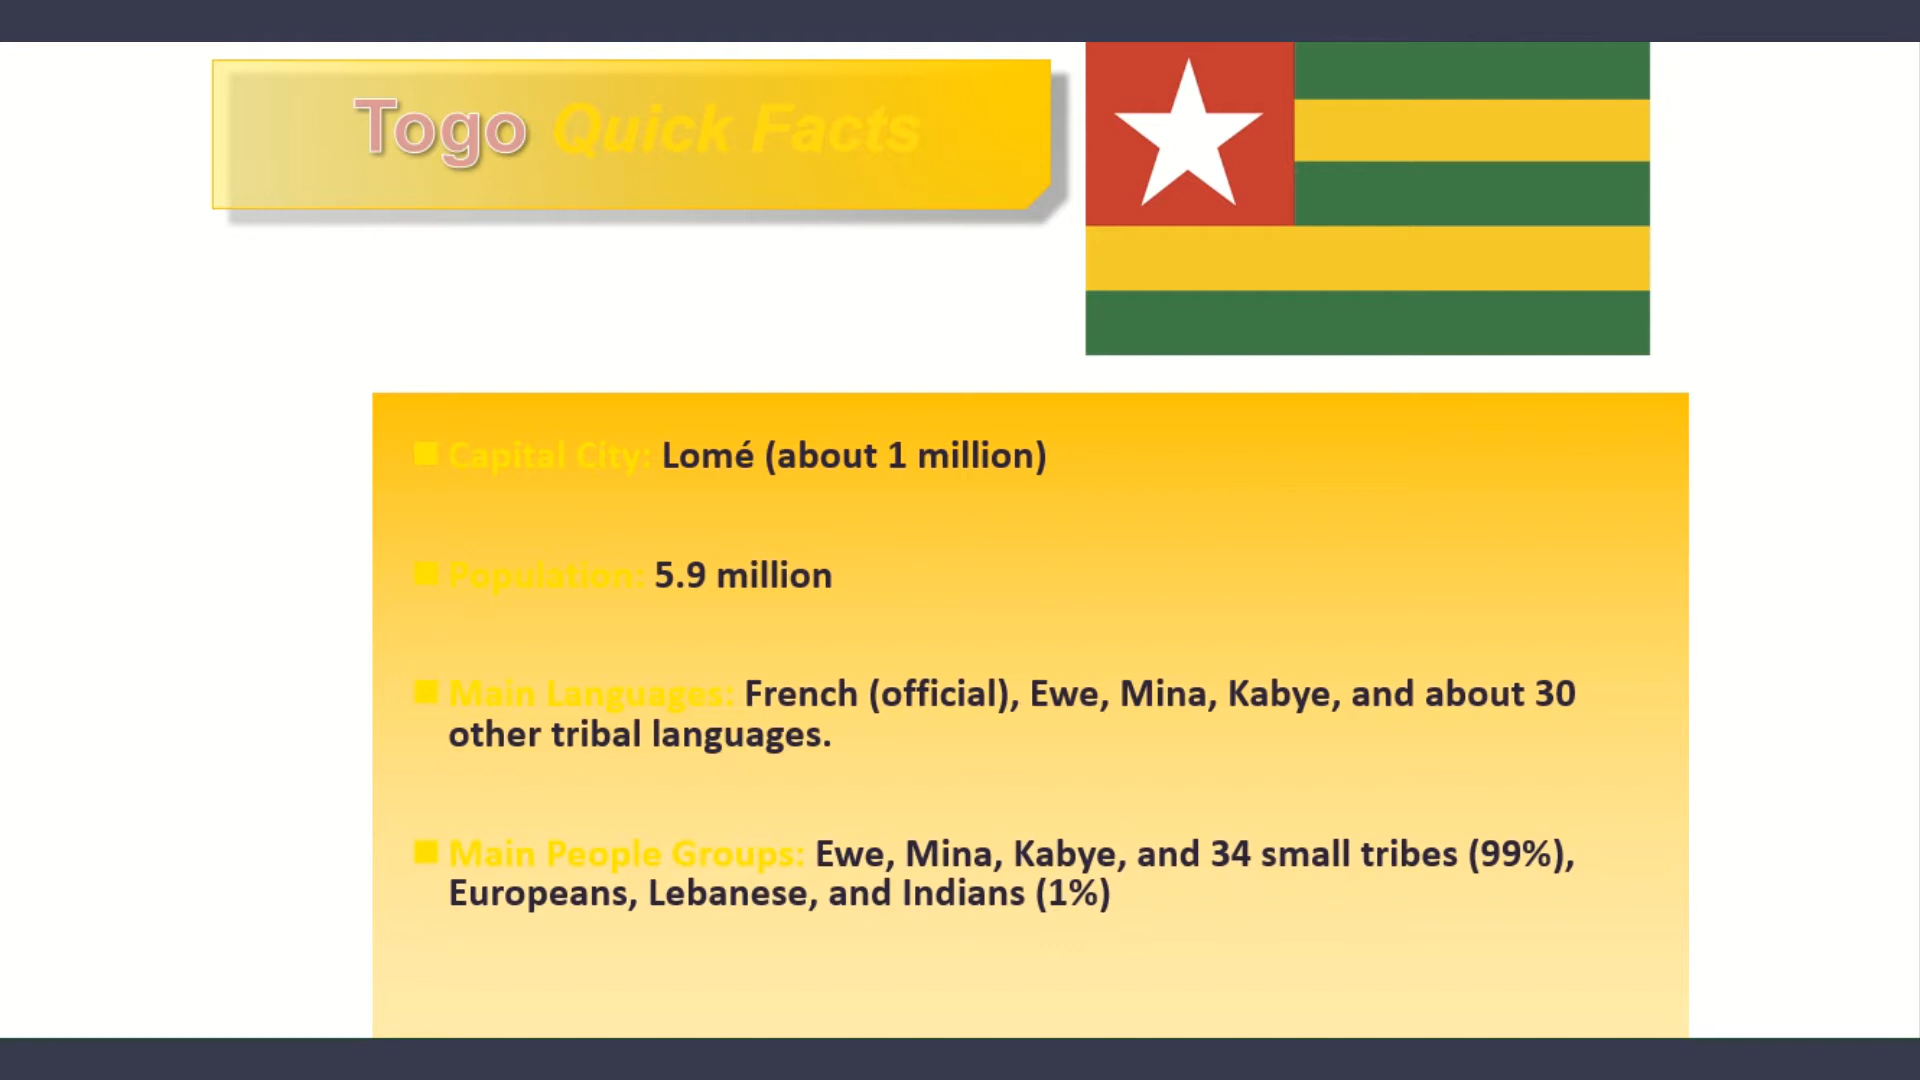 Togo Quick Facts
Capital City: Lomé (about 1 million)
Population: 5.9 million
Main Languages: French (official), Ewe, Mina, Kabye, and about 30
other tribal languages.
Main People Groups: Ewe, Mina, Kabye, and 34 small tribes (99%),
Europeans, Lebanese, and Indians (1%)